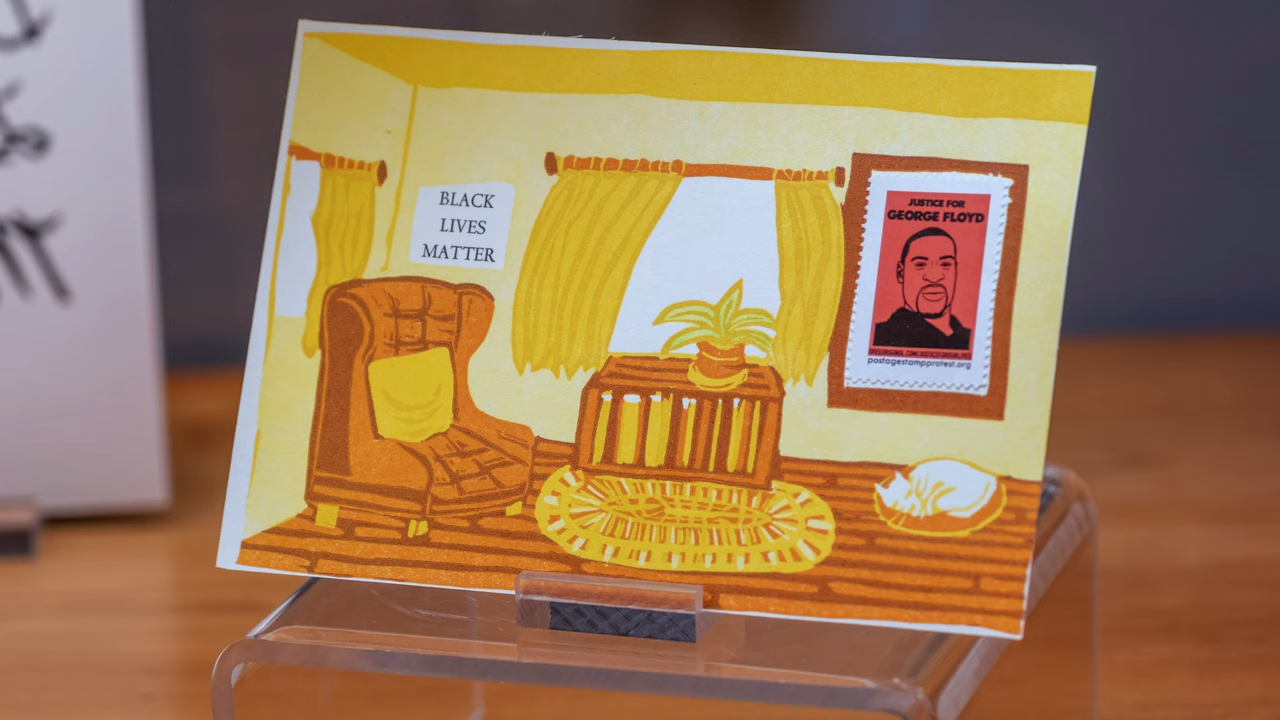 BLACK
LIVES
MATTER
JUSTICE FOR
GEORGE FLOYD
postagestampprotest.org